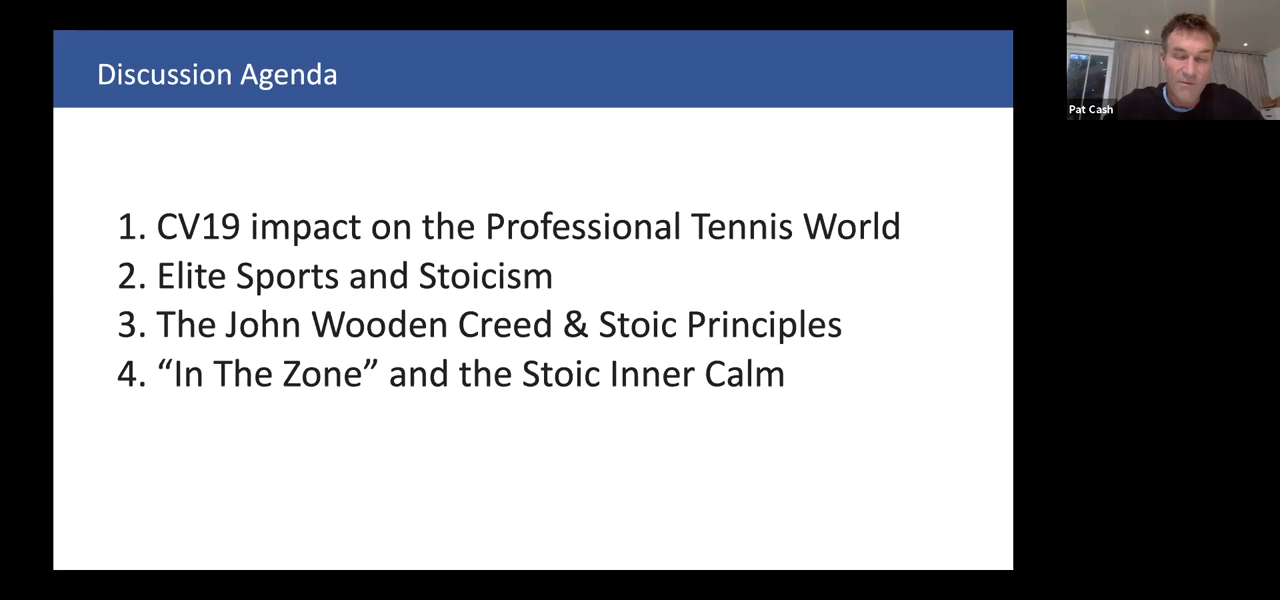 Discussion Agenda
1. CV19 impact on the Professional Tennis World
2. Elite Sports and Stoicism
3. The John Wooden Creed & Stoic Principles
4. “In The Zone” and the Stoic Inner Calm
Pat Cash